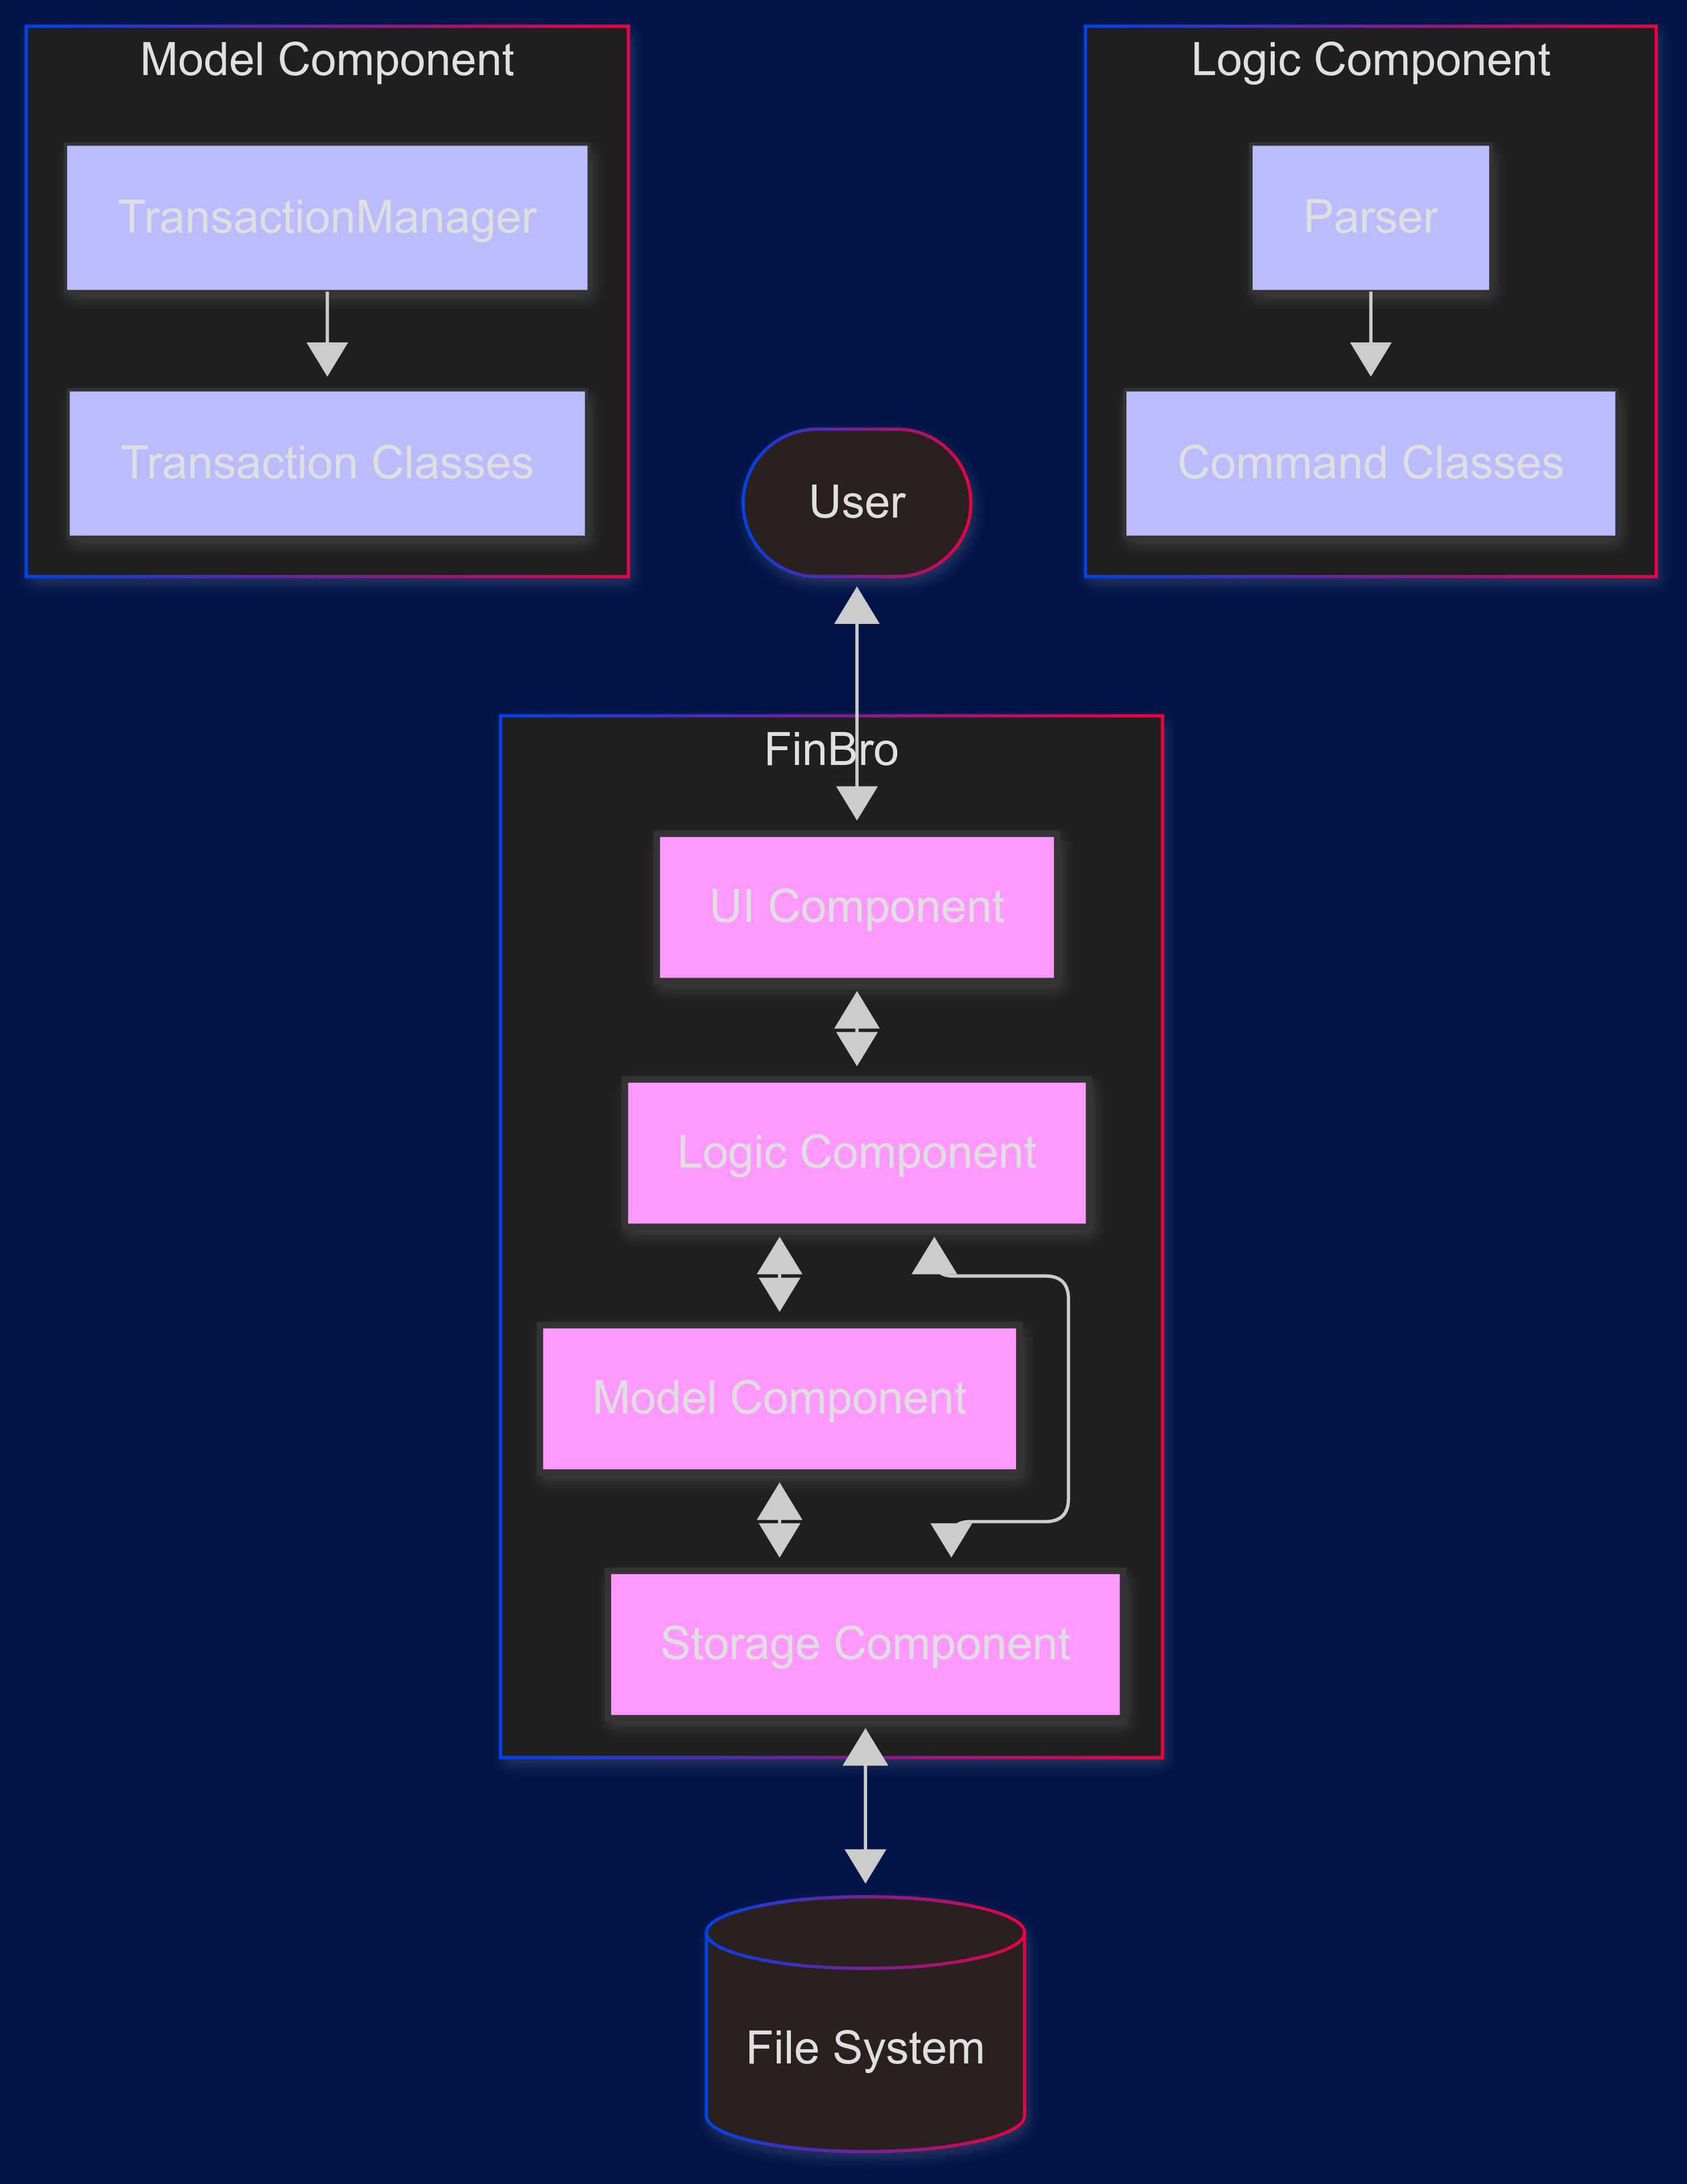 Model Component
TransactionManager
Transaction Classes
Logic Component
Parser
Command Classes
User
FinBro
UI Component
Logic Component
Model Component
Storage Component
File System